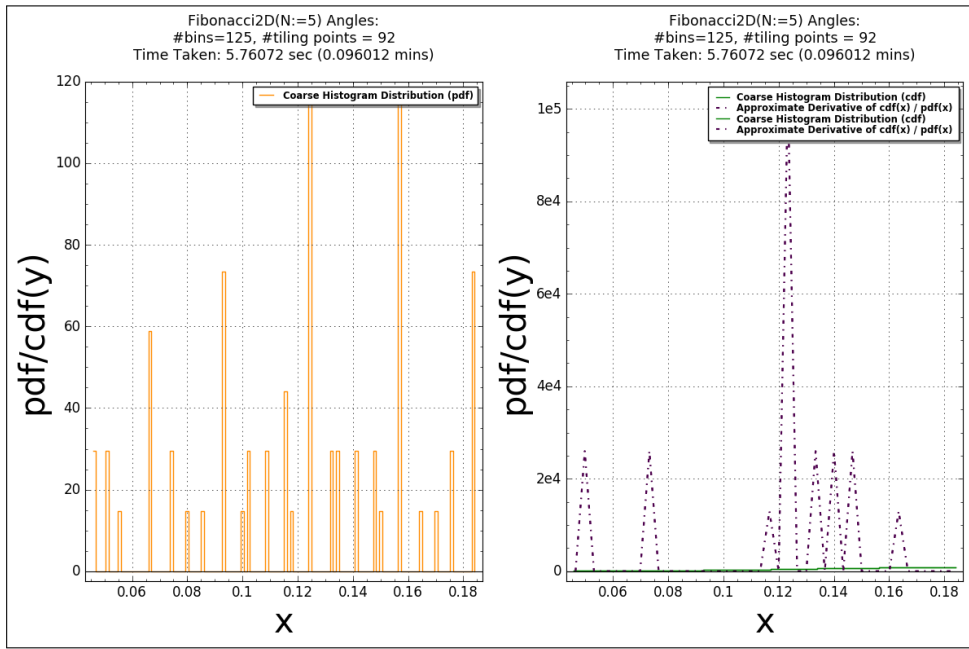 Fibonacci2D(N:=5) Angles:
#bins=125, #tiling points = 92
Time Taken: 5.76072 sec (0.096012 mins)
Coarse Histogram Distribution (pdf)
pdf/cdf(y)
120
100
80
60
40
20
0
0.06
0.08
0.1
0.12
0.14
0.16
0.18
x
Fibonacci2D(N:=5) Angles:
#bins=125, #tiling points = 92
Time Taken: 5.76072 sec (0.096012 mins)
Coarse Histogram Distribution (cdf)
Approximate Derivative of cdf(x) / pdf(x)
Coarse Histogram Distribution (cdf)
Approximate Derivative of cdf(x) / pdf(x)
pdf/cdf(y)
1e5
8e4
6e4
4e4
2e4
0
0.06
0.08
0.1
0.12
0.14
0.16
0.18
x